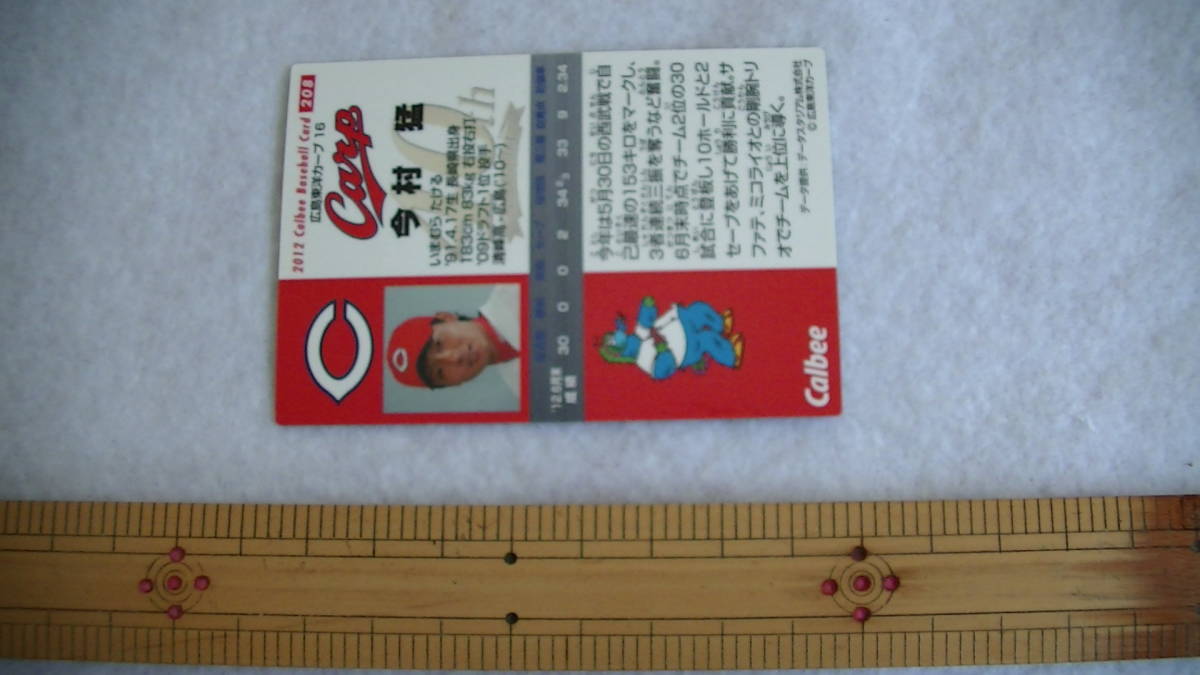 2012 Calbee Baseball Card 208
広島東洋カープ 16
Carp
今村 猛
いまむら たける
'91.4.17生 長崎県出身
183cm 83kg 右投右打
'09ドラフト1位 投手
清峰高-広島('10~)
'12.6月末
成績
30 0 0 2 34 2/3 33 9 2.34
今年は5月30日の西武戦で自
己最速の153キロをマークし、
3者連続三振を奪うなど奮闘。
6月末時点でチーム2位の30
試合に登板し10ホールドと2
セーブをあげて勝利に貢献。サ
ファテ、ミコライオとの剛腕トリ
オでチームを上位に導く。
データ提供 データスタジアム株式会社
© 広島東洋カープ
Calbee